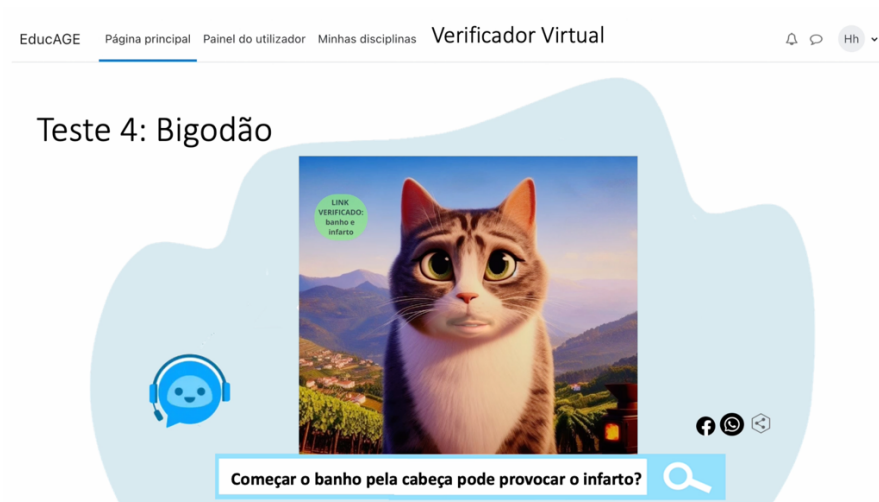 EducAGE Página principal Painel do utilizador Minhas disciplinas Verificador Virtual Hh
Teste 4: Bigodão
LINK
VERIFICADO:
banho e
infarto
Começar o banho pela cabeça pode provocar o infarto?